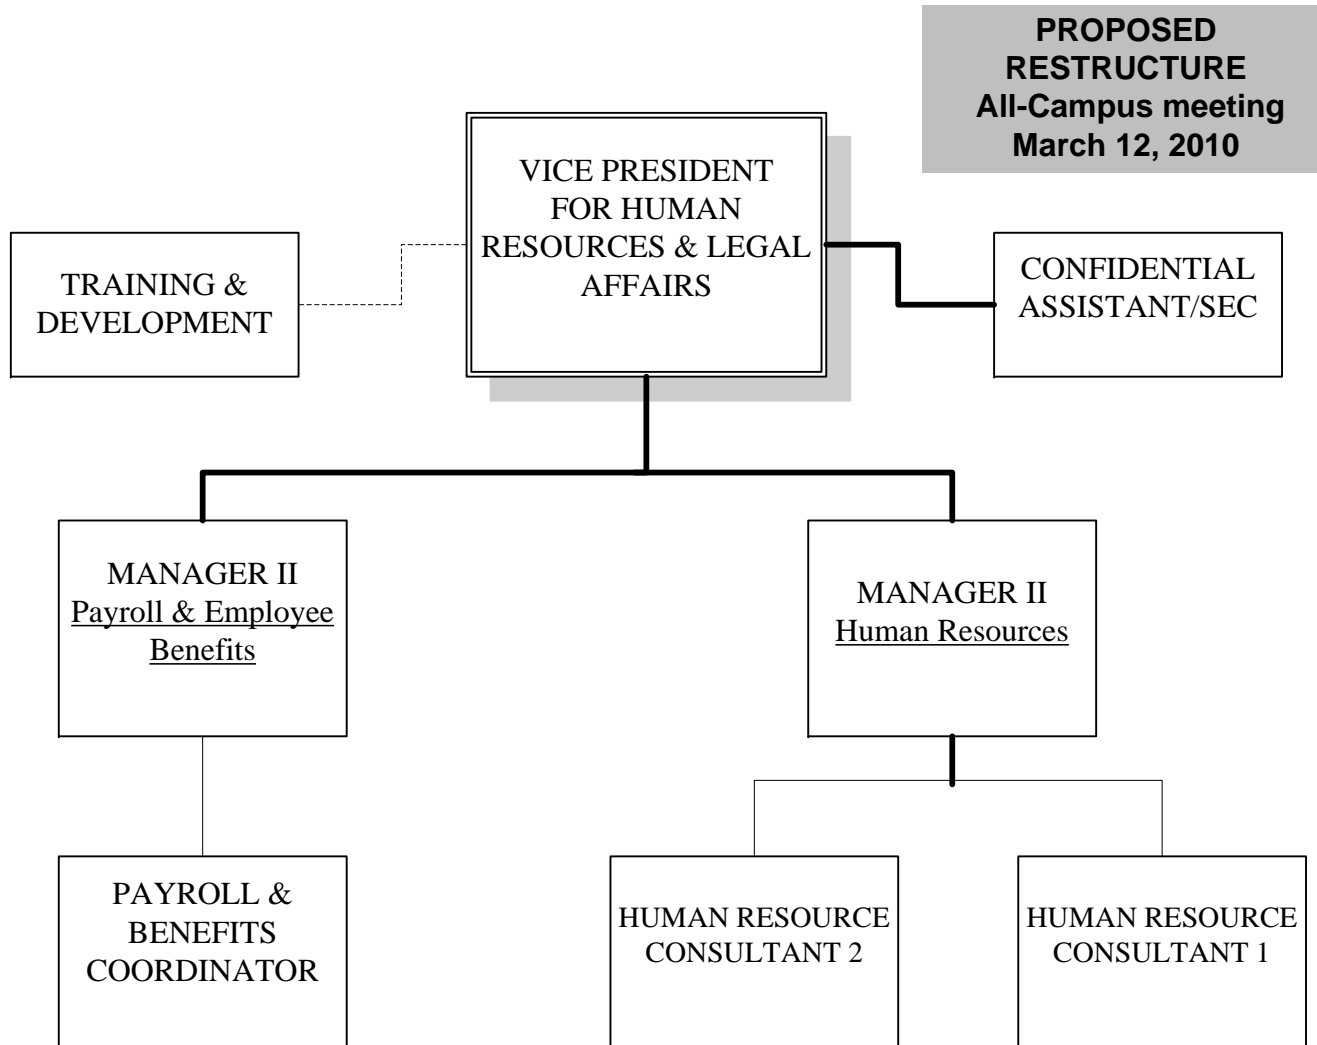 PROPOSED
RESTRUCTURE
All-Campus meeting
March 12, 2010
VICE PRESIDENT
FOR HUMAN
RESOURCES & LEGAL
AFFAIRS
TRAINING &
DEVELOPMENT
CONFIDENTIAL
ASSISTANT/SEC
MANAGER II
Payroll & Employee
Benefits
MANAGER II
Human Resources
PAYROLL &
BENEFITS
COORDINATOR
HUMAN RESOURCE
CONSULTANT 2
HUMAN RESOURCE
CONSULTANT 1